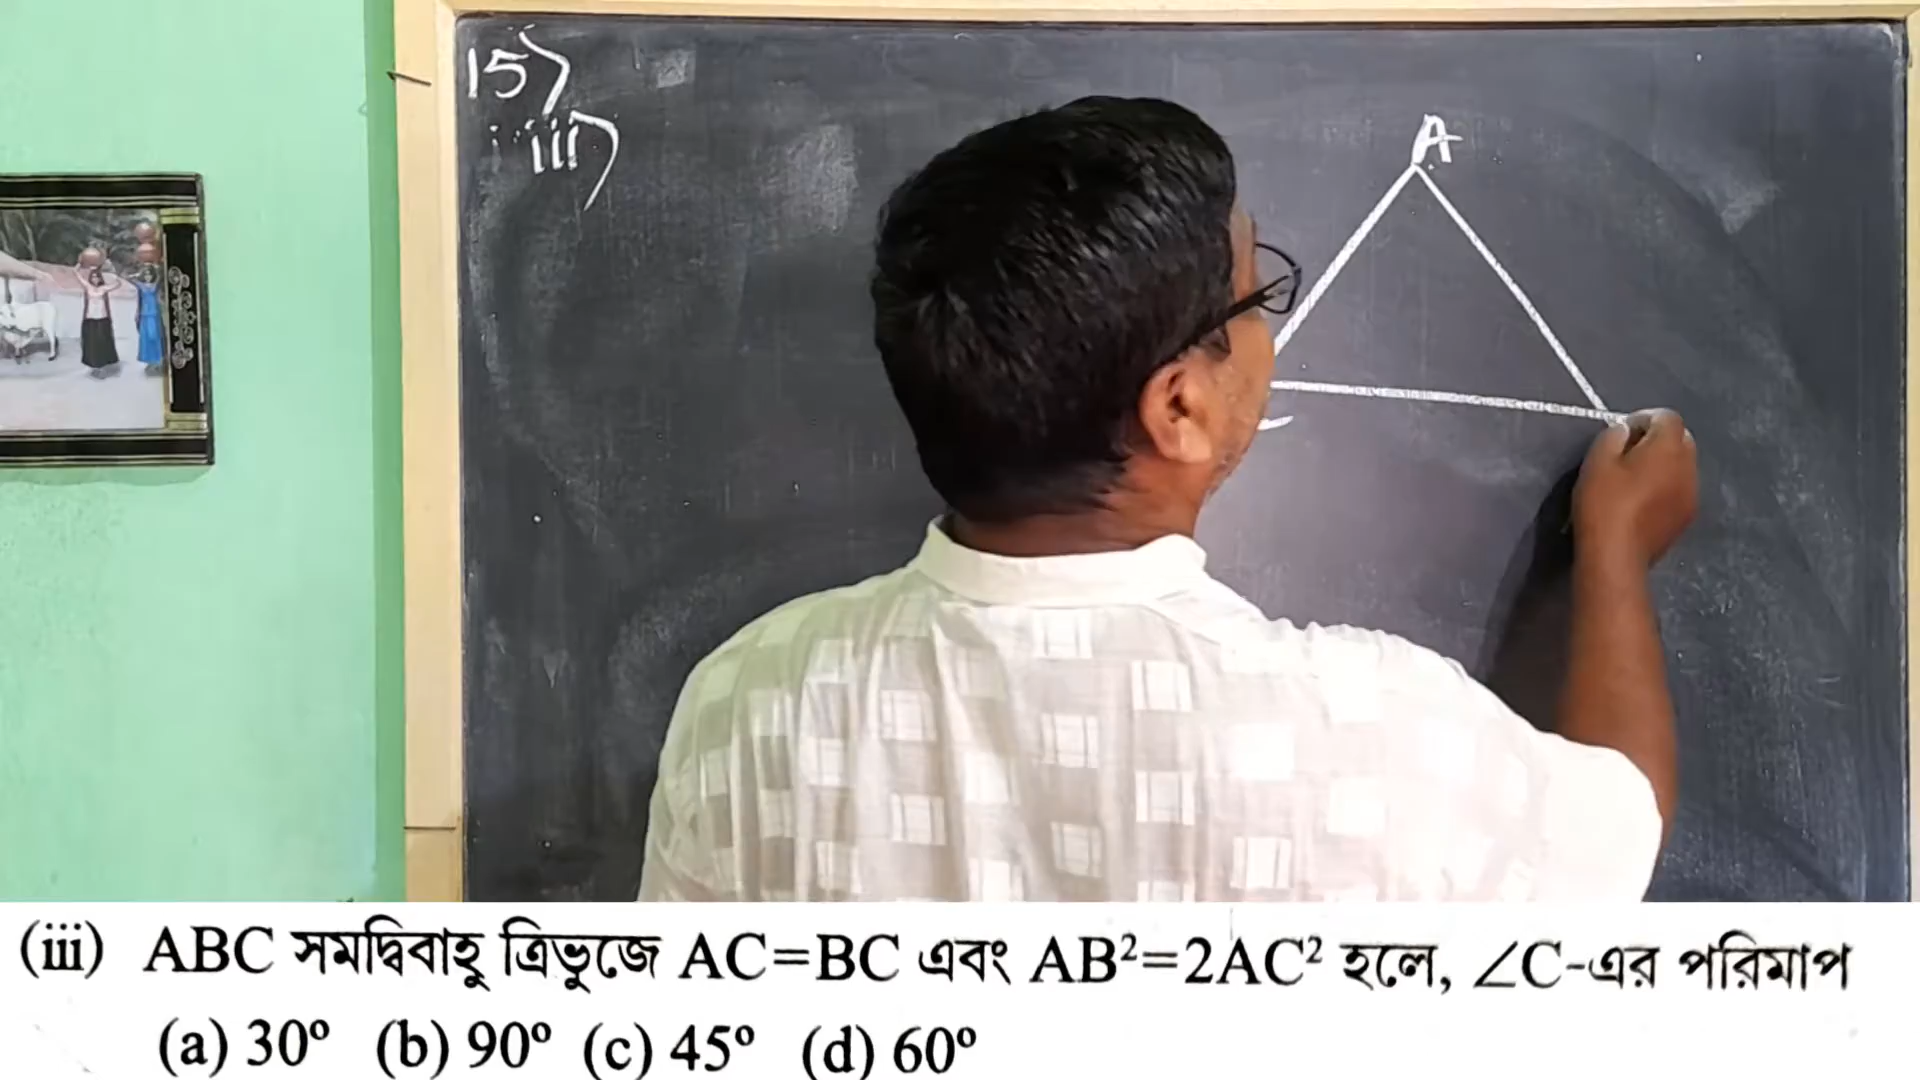 15)
iii)
A
(iii) ABC সমদ্বিবাহু ত্রিভুজে AC=BC এবং AB²=2AC² হলে, ∠C-এর পরিমাপ
(a) 30° (b) 90° (c) 45° (d) 60°